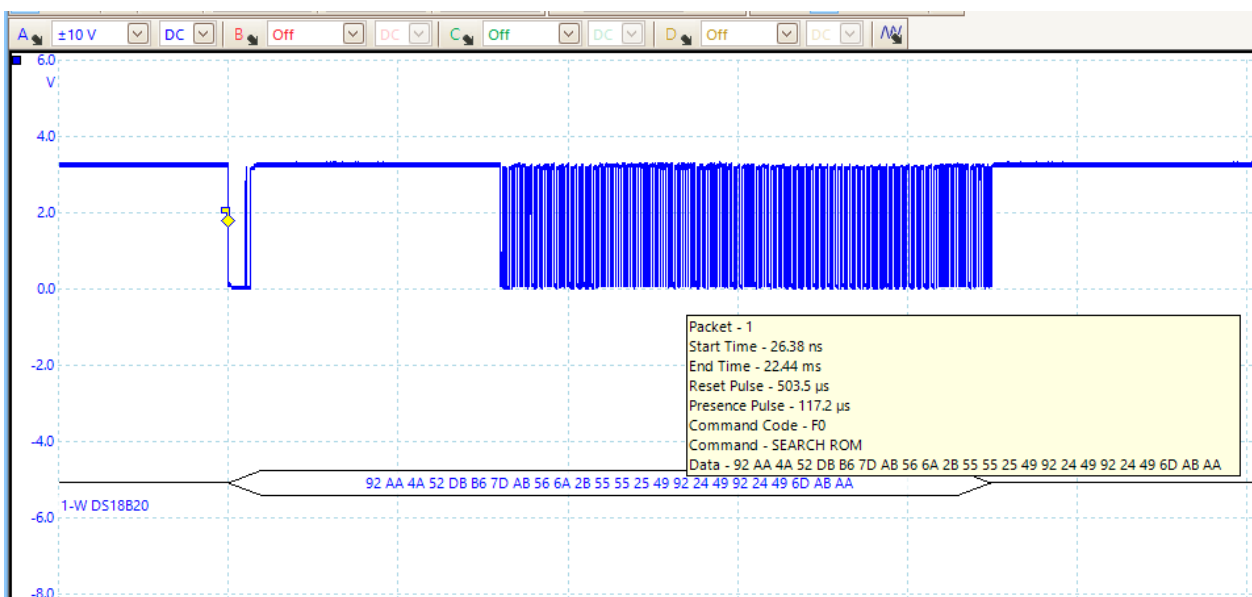 A ±10 V DC B Off DC C Off DC D Off DC
6.0
V
4.0
2.0
0.0
Packet - 1
Start Time - 26.38 ns
End Time - 22.44 ms
-2.0
Reset Pulse - 503.5 µs
Presence Pulse - 117.2 µs
Command Code - F0
-4.0
Command - SEARCH ROM
Data - 92 AA 4A 52 DB B6 7D AB 56 6A 2B 55 55 25 49 92 24 49 92 24 49 6D AB AA
92 AA 4A 52 DB B6 7D AB 56 6A 2B 55 55 25 49 92 24 49 92 24 49 6D AB AA
1-W DS18B20
-6.0
-8.0